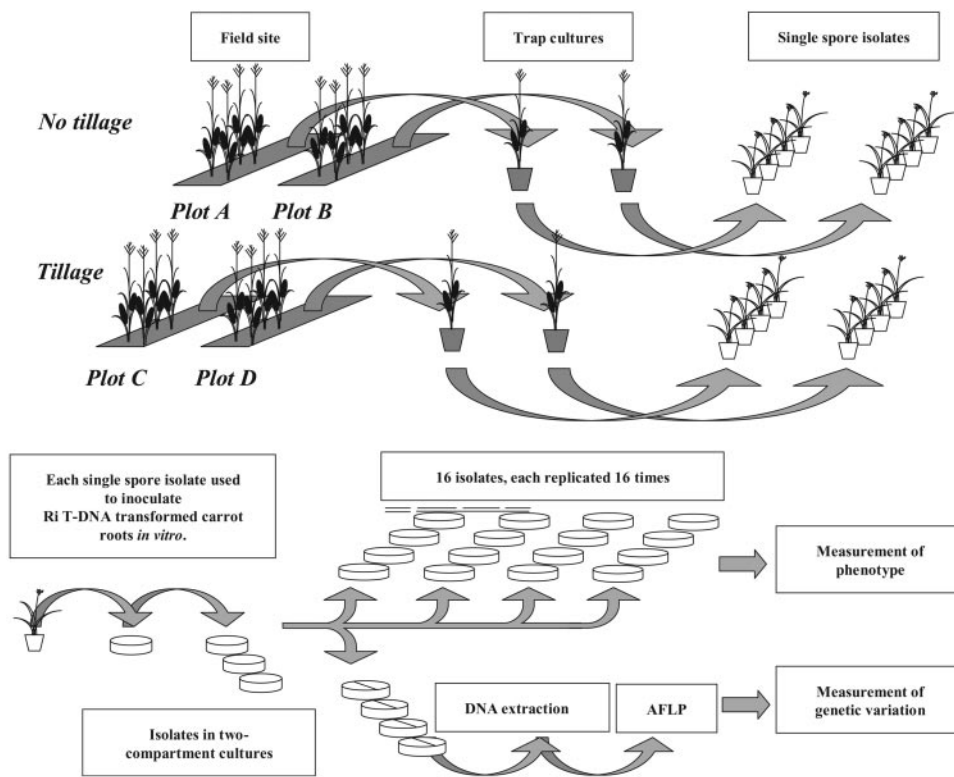 Field site
Trap cultures
Single spore isolates
No tillage
Plot A
Plot B
Tillage
Plot C
Plot D
Each single spore isolate used
to inoculate
Ri T-DNA transformed carrot
roots in vitro.
16 isolates, each replicated 16 times
Measurement of
phenotype
Isolates in two-
compartment cultures
DNA extraction
AFLP
Measurement of
genetic variation